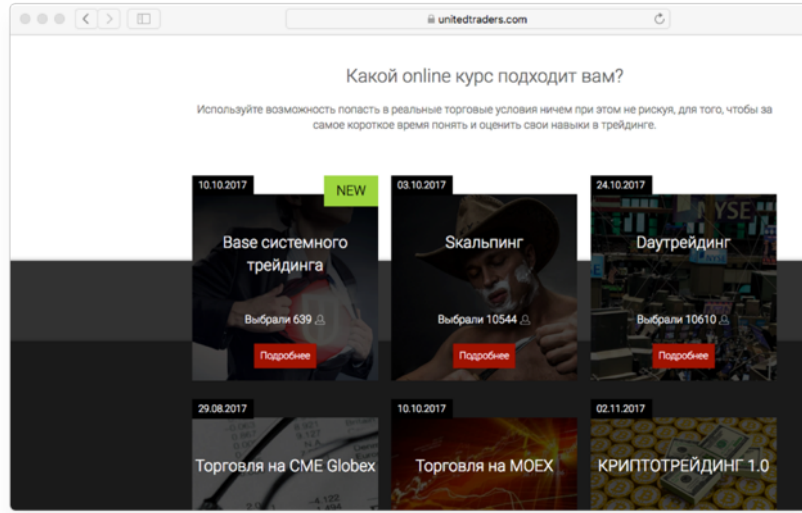 unitedtraders.com
Какой online курс подходит вам?
Используйте возможность попасть в реальные торговые условия ничем при этом не рискуя, для того, чтобы за
самое короткое время понять и оценить свои навыки в трейдинге.
10.10.2017
NEW
Base системного
трейдинга
Выбрали 639
Подробнее
03.10.2017
Sкальпинг
Выбрали 10544
Подробнее
24.10.2017
NYSE
Dаутрейдинг
Выбрали 10610
Подробнее
29.08.2017
Торговля на CME Globex
10.10.2017
Торговля на MOEX
02.11.2017
КРИПТОТРЕЙДИНГ 1.0